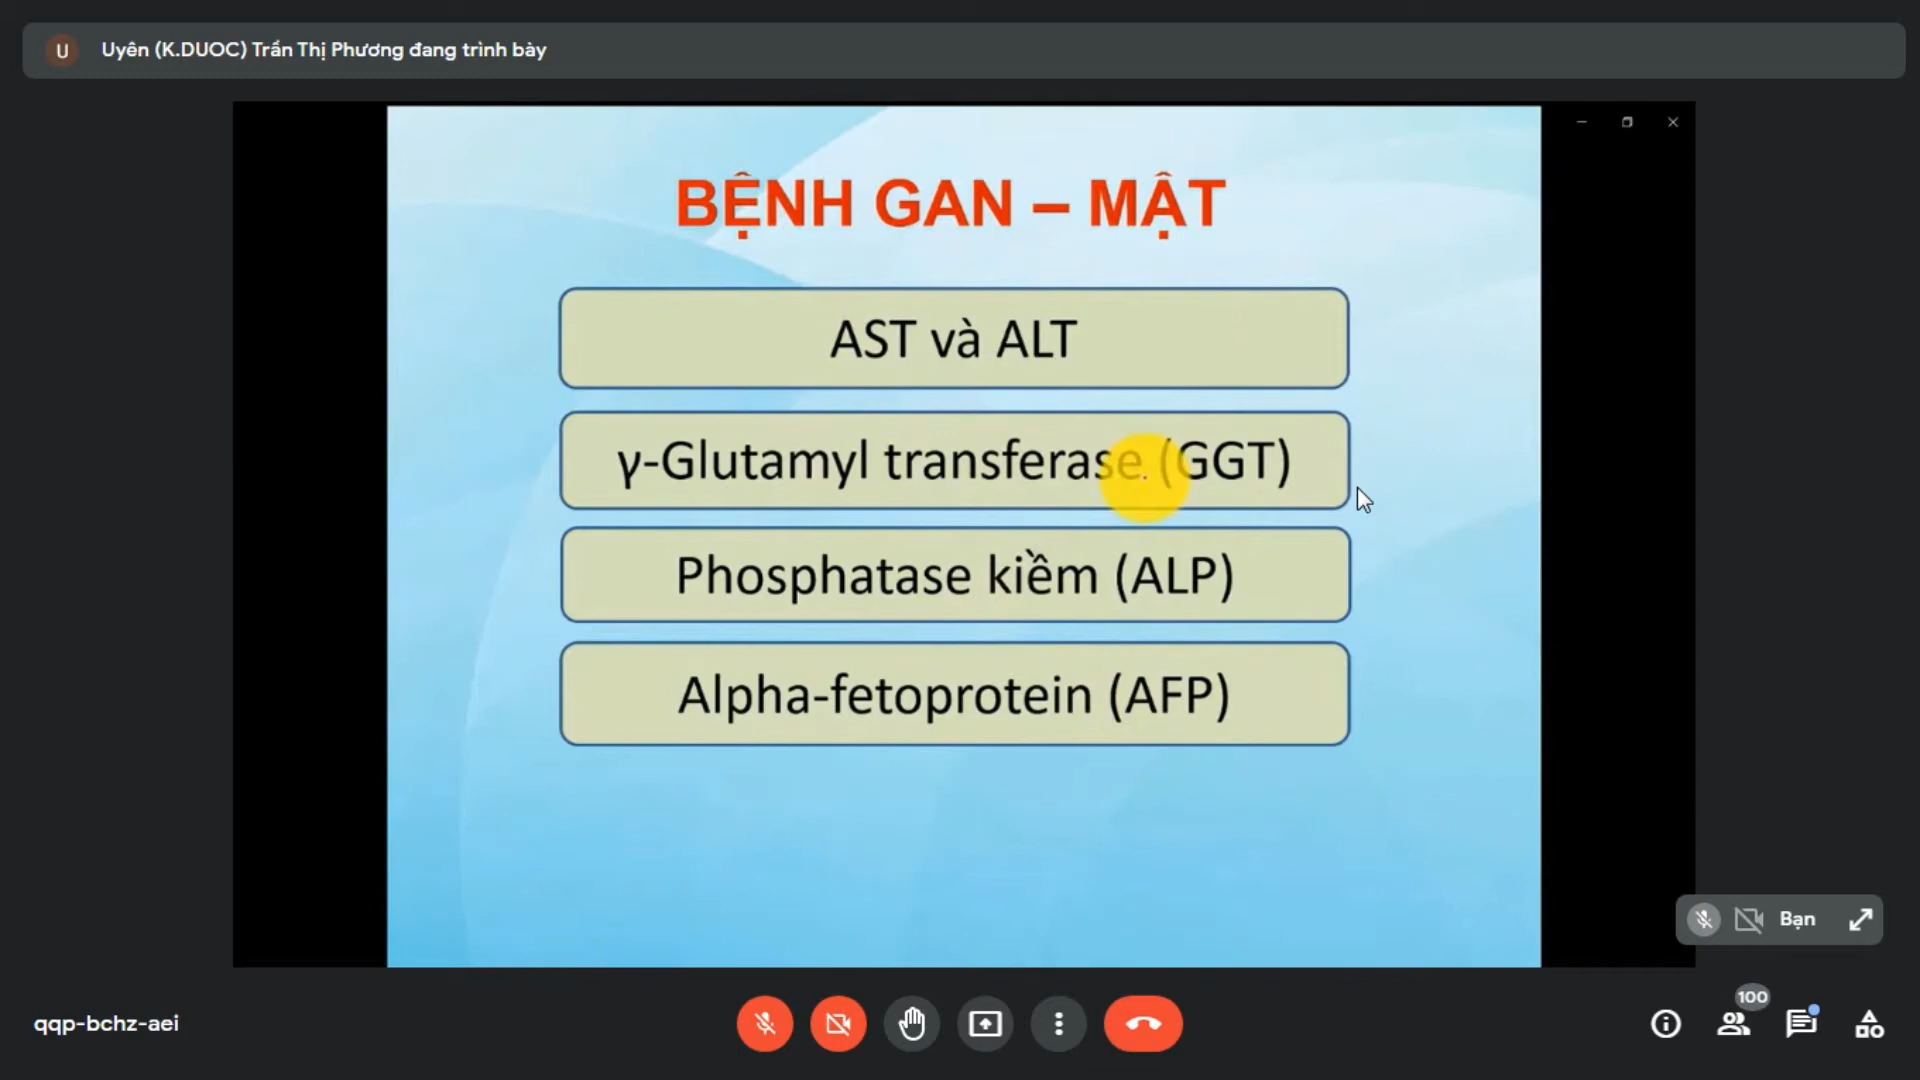 U
Uyên (K.DUOC) Trần Thị Phương đang trình bày
BỆNH GAN – MẬT
AST và ALT
γ-Glutamyl transferase (GGT)
Phosphatase kiềm (ALP)
Alpha-fetoprotein (AFP)
Bạn
qqp-bchz-aei
100